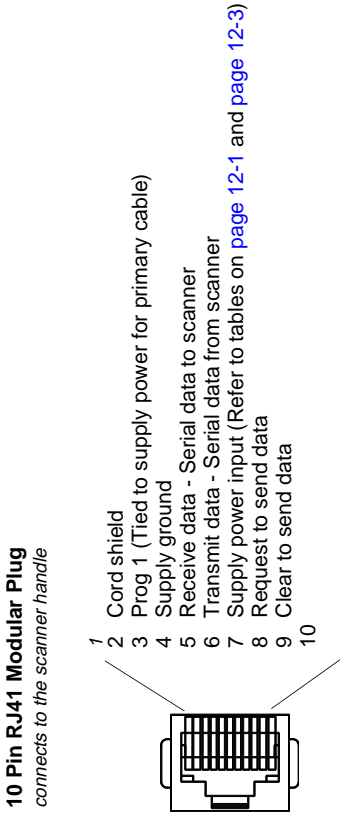 10 Pin RJ41 Modular Plug
connects to the scanner handle
1
2 Cord shield
3 Prog 1 (Tied to supply power for primary cable)
4 Supply ground
5 Receive data - Serial data to scanner
6 Transmit data - Serial data from scanner
7 Supply power input (Refer to tables on page 12-1 and page 12-3)
8 Request to send data
9 Clear to send data
10